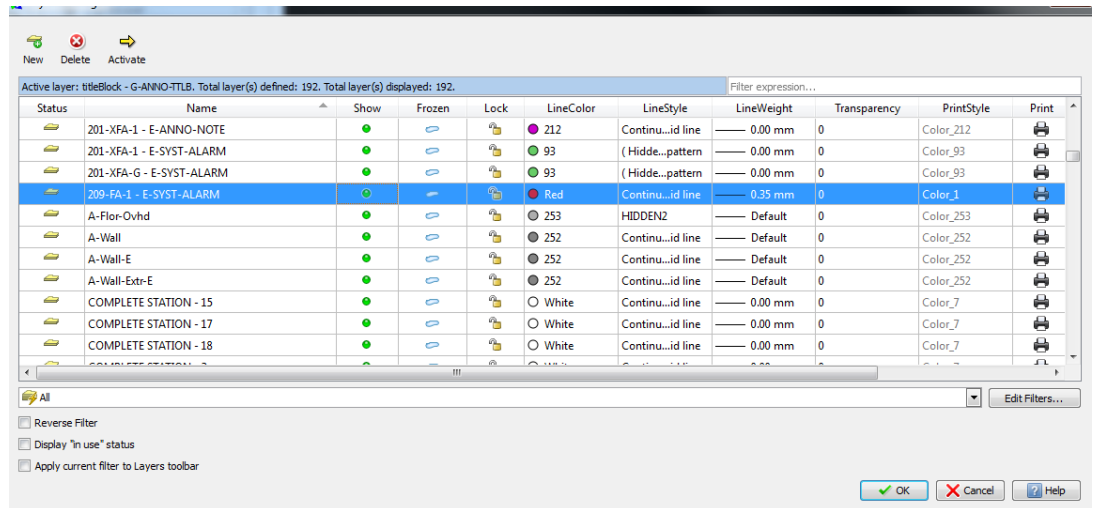 New Delete Activate
Active layer: titleBlock - G-ANNO-TTLB. Total layer(s) defined: 192. Total layer(s) displayed: 192. Filter expression...
Status Name Show Frozen Lock LineColor LineStyle LineWeight Transparency PrintStyle Print
201-XFA-1 - E-ANNO-NOTE 212 Continu...id line 0.00 mm 0 Color_212
201-XFA-1 - E-SYST-ALARM 93 ( Hidde...pattern 0.00 mm 0 Color_93
201-XFA-G - E-SYST-ALARM 93 ( Hidde...pattern 0.00 mm 0 Color_93
209-FA-1 - E-SYST-ALARM Red Continu...id line 0.35 mm 0 Color_1
A-Flor-Ovhd 253 HIDDEN2 Default 0 Color_253
A-Wall 252 Continu...id line Default 0 Color_252
A-Wall-E 252 Continu...id line Default 0 Color_252
A-Wall-Extr-E 252 Continu...id line Default 0 Color_252
COMPLETE STATION - 15 White Continu...id line 0.00 mm 0 Color_7
COMPLETE STATION - 17 White Continu...id line 0.00 mm 0 Color_7
COMPLETE STATION - 18 White Continu...id line 0.00 mm 0 Color_7
All Edit Filters...
Reverse Filter
Display "in use" status
Apply current filter to Layers toolbar
OK Cancel Help